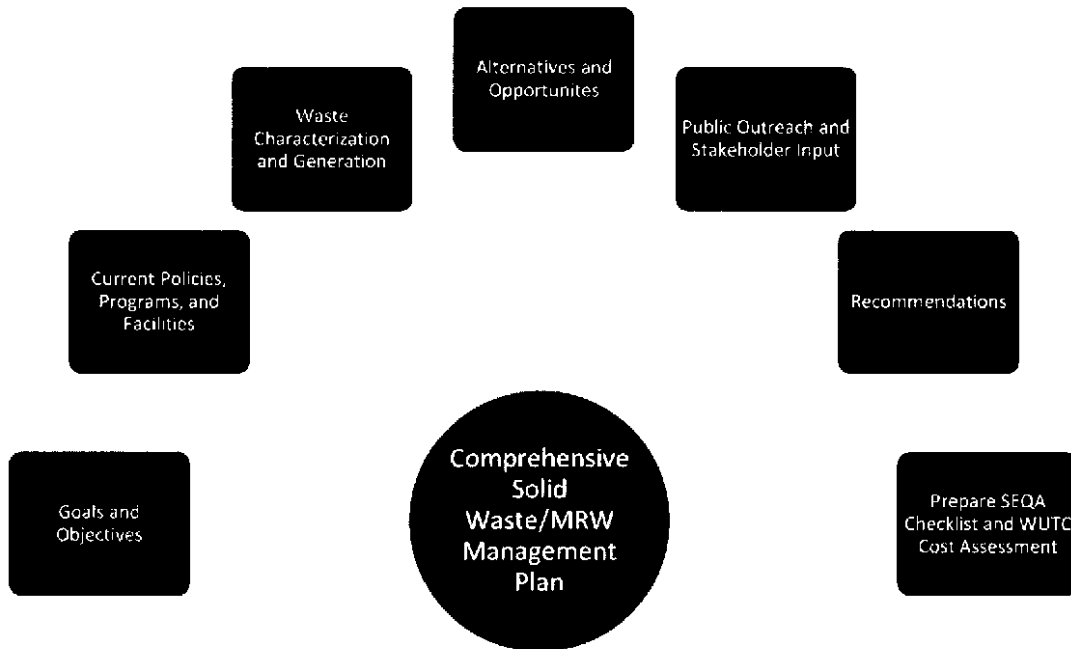 Goals and
Objectives
Current Policies,
Programs, and
Facilities
Waste
Characterization
and Generation
Alternatives and
Opportunites
Public Outreach and
Stakeholder Input
Recommendations
Prepare SEQA
Checklist and WUTC
Cost Assessment
Comprehensive
Solid
Waste/MRW
Management
Plan